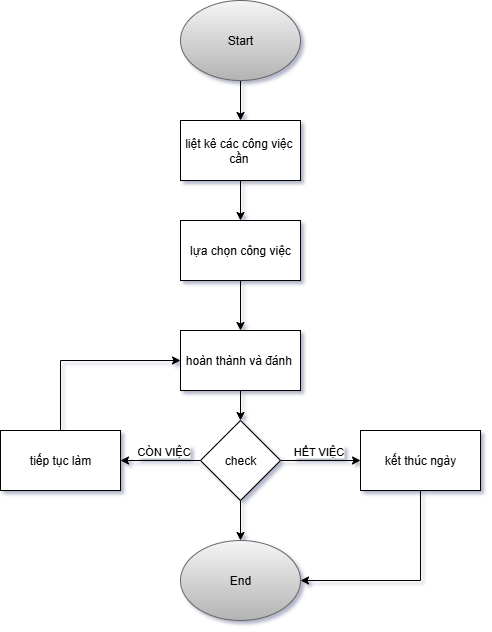 Start
liệt kê các công việc
cần
lựa chọn công việc
hoàn thành và đánh
CÒN VIỆC
HẾT VIỆC
tiếp tục làm
check
kết thúc ngày
End